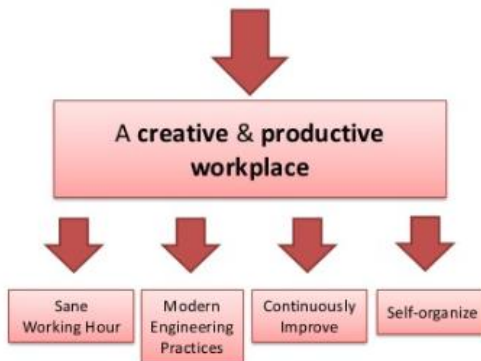 A creative & productive
workplace
Sane
Working Hour
Modern
Engineering
Practices
Continuously
Improve
Self-organize